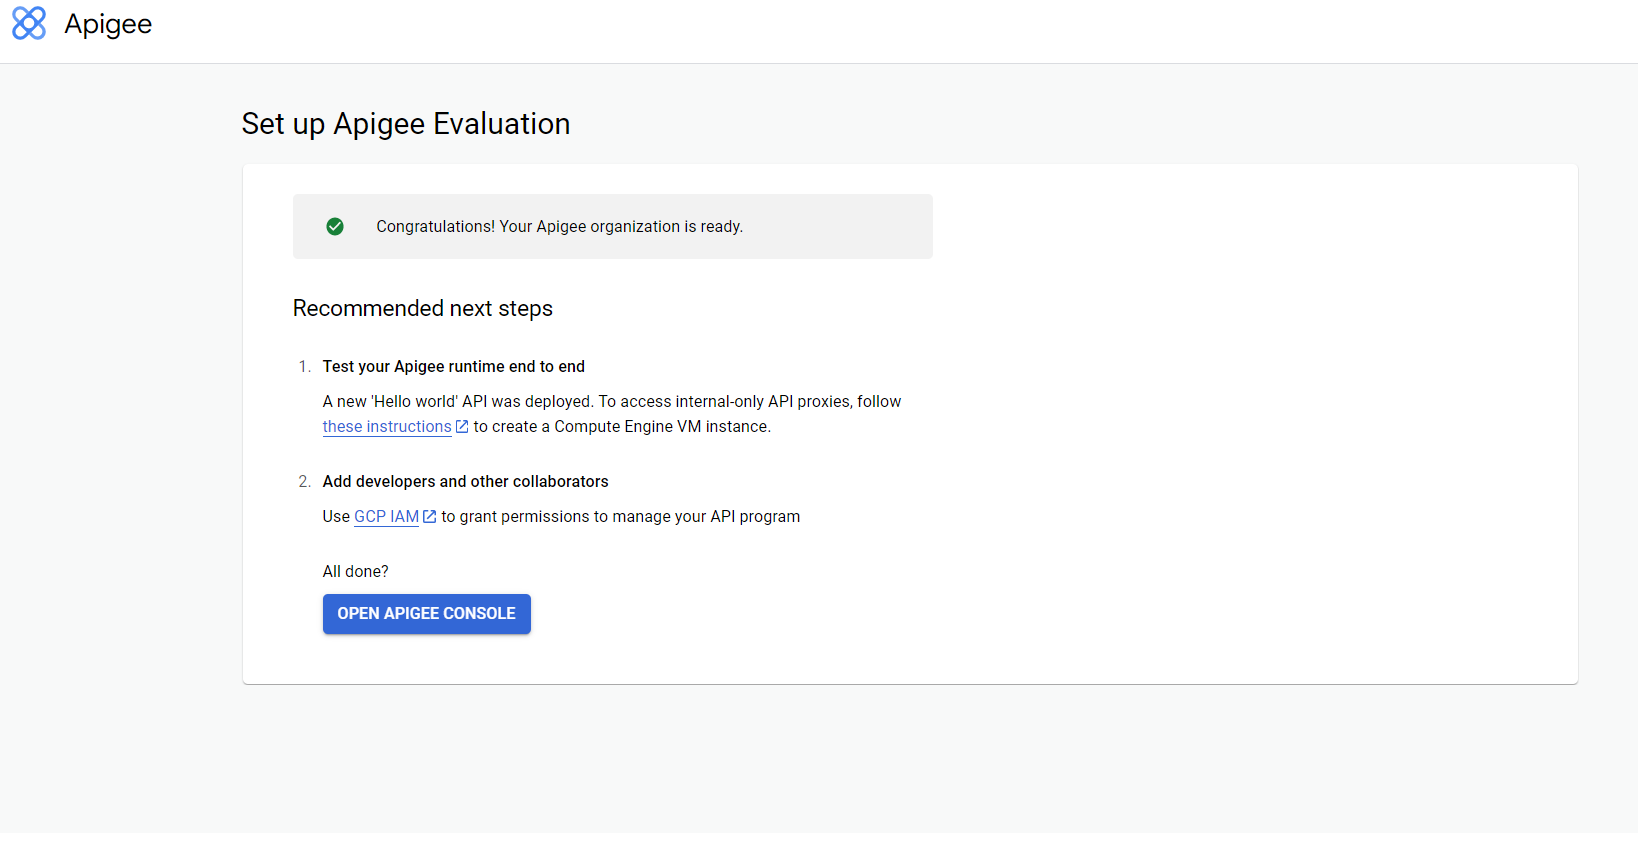 Apigee
Set up Apigee Evaluation
Congratulations! Your Apigee organization is ready.
Recommended next steps
1. Test your Apigee runtime end to end
A new 'Hello world' API was deployed. To access internal-only API proxies, follow
these instructions to create a Compute Engine VM instance.
2. Add developers and other collaborators
Use GCP IAM to grant permissions to manage your API program
All done?
OPEN APIGEE CONSOLE